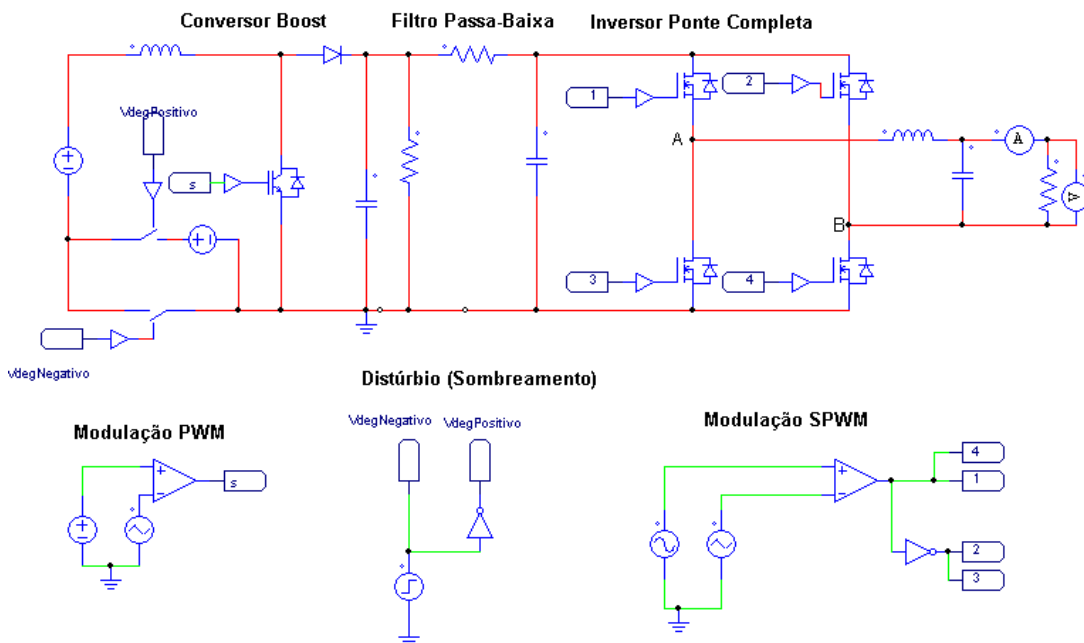 Conversor Boost
Filtro Passa-Baixa
Inversor Ponte Completa
VdegPositivo
s
1
2
A
A
V
B
3
4
VdegNegativo
Distúrbio (Sombreamento)
Modulação PWM
VdegNegativo
VdegPositivo
Modulação SPWM
s
4
1
2
3